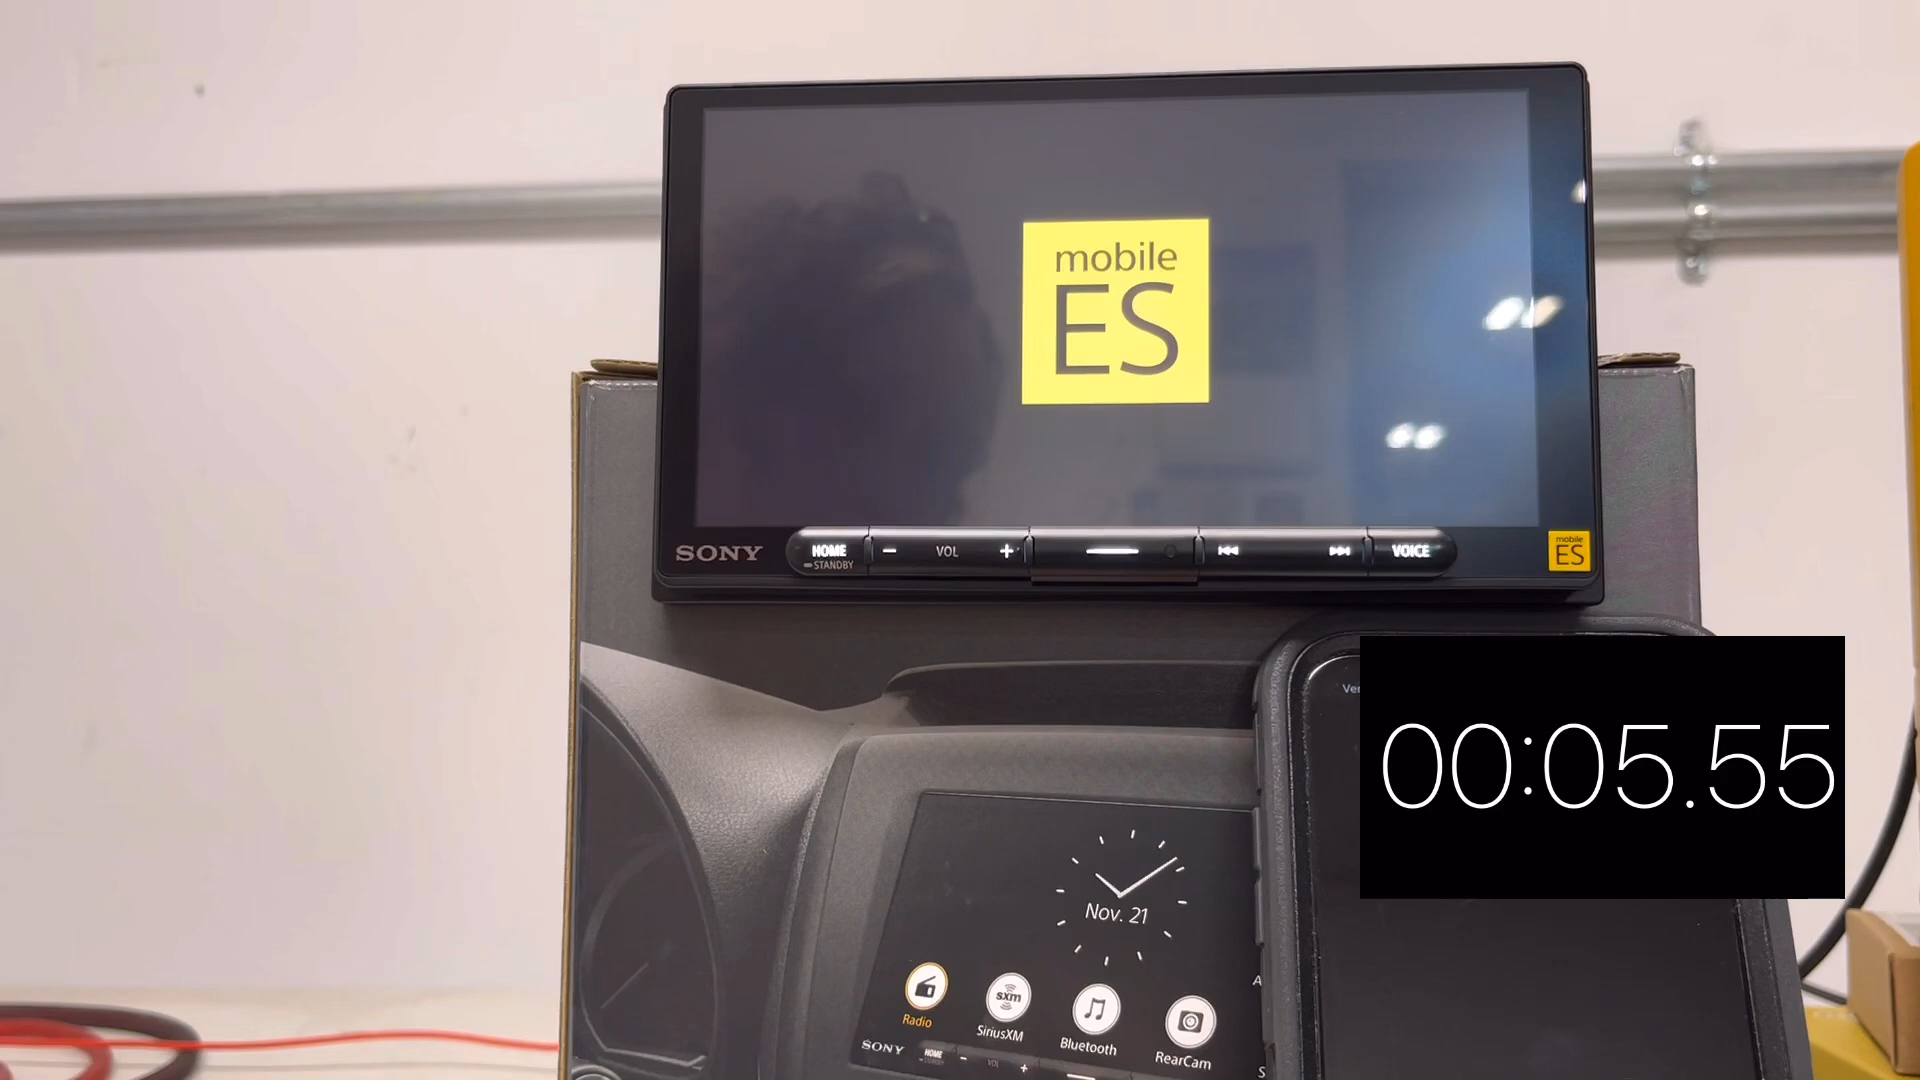 mobile
ES
SONY
HOME
STANDBY
VOL
VOICE
mobile
ES
Ver
00:05.55
Nov. 21
Radio
sxm
SiriusXM
Bluetooth
RearCam
SONY
HOME
VOL